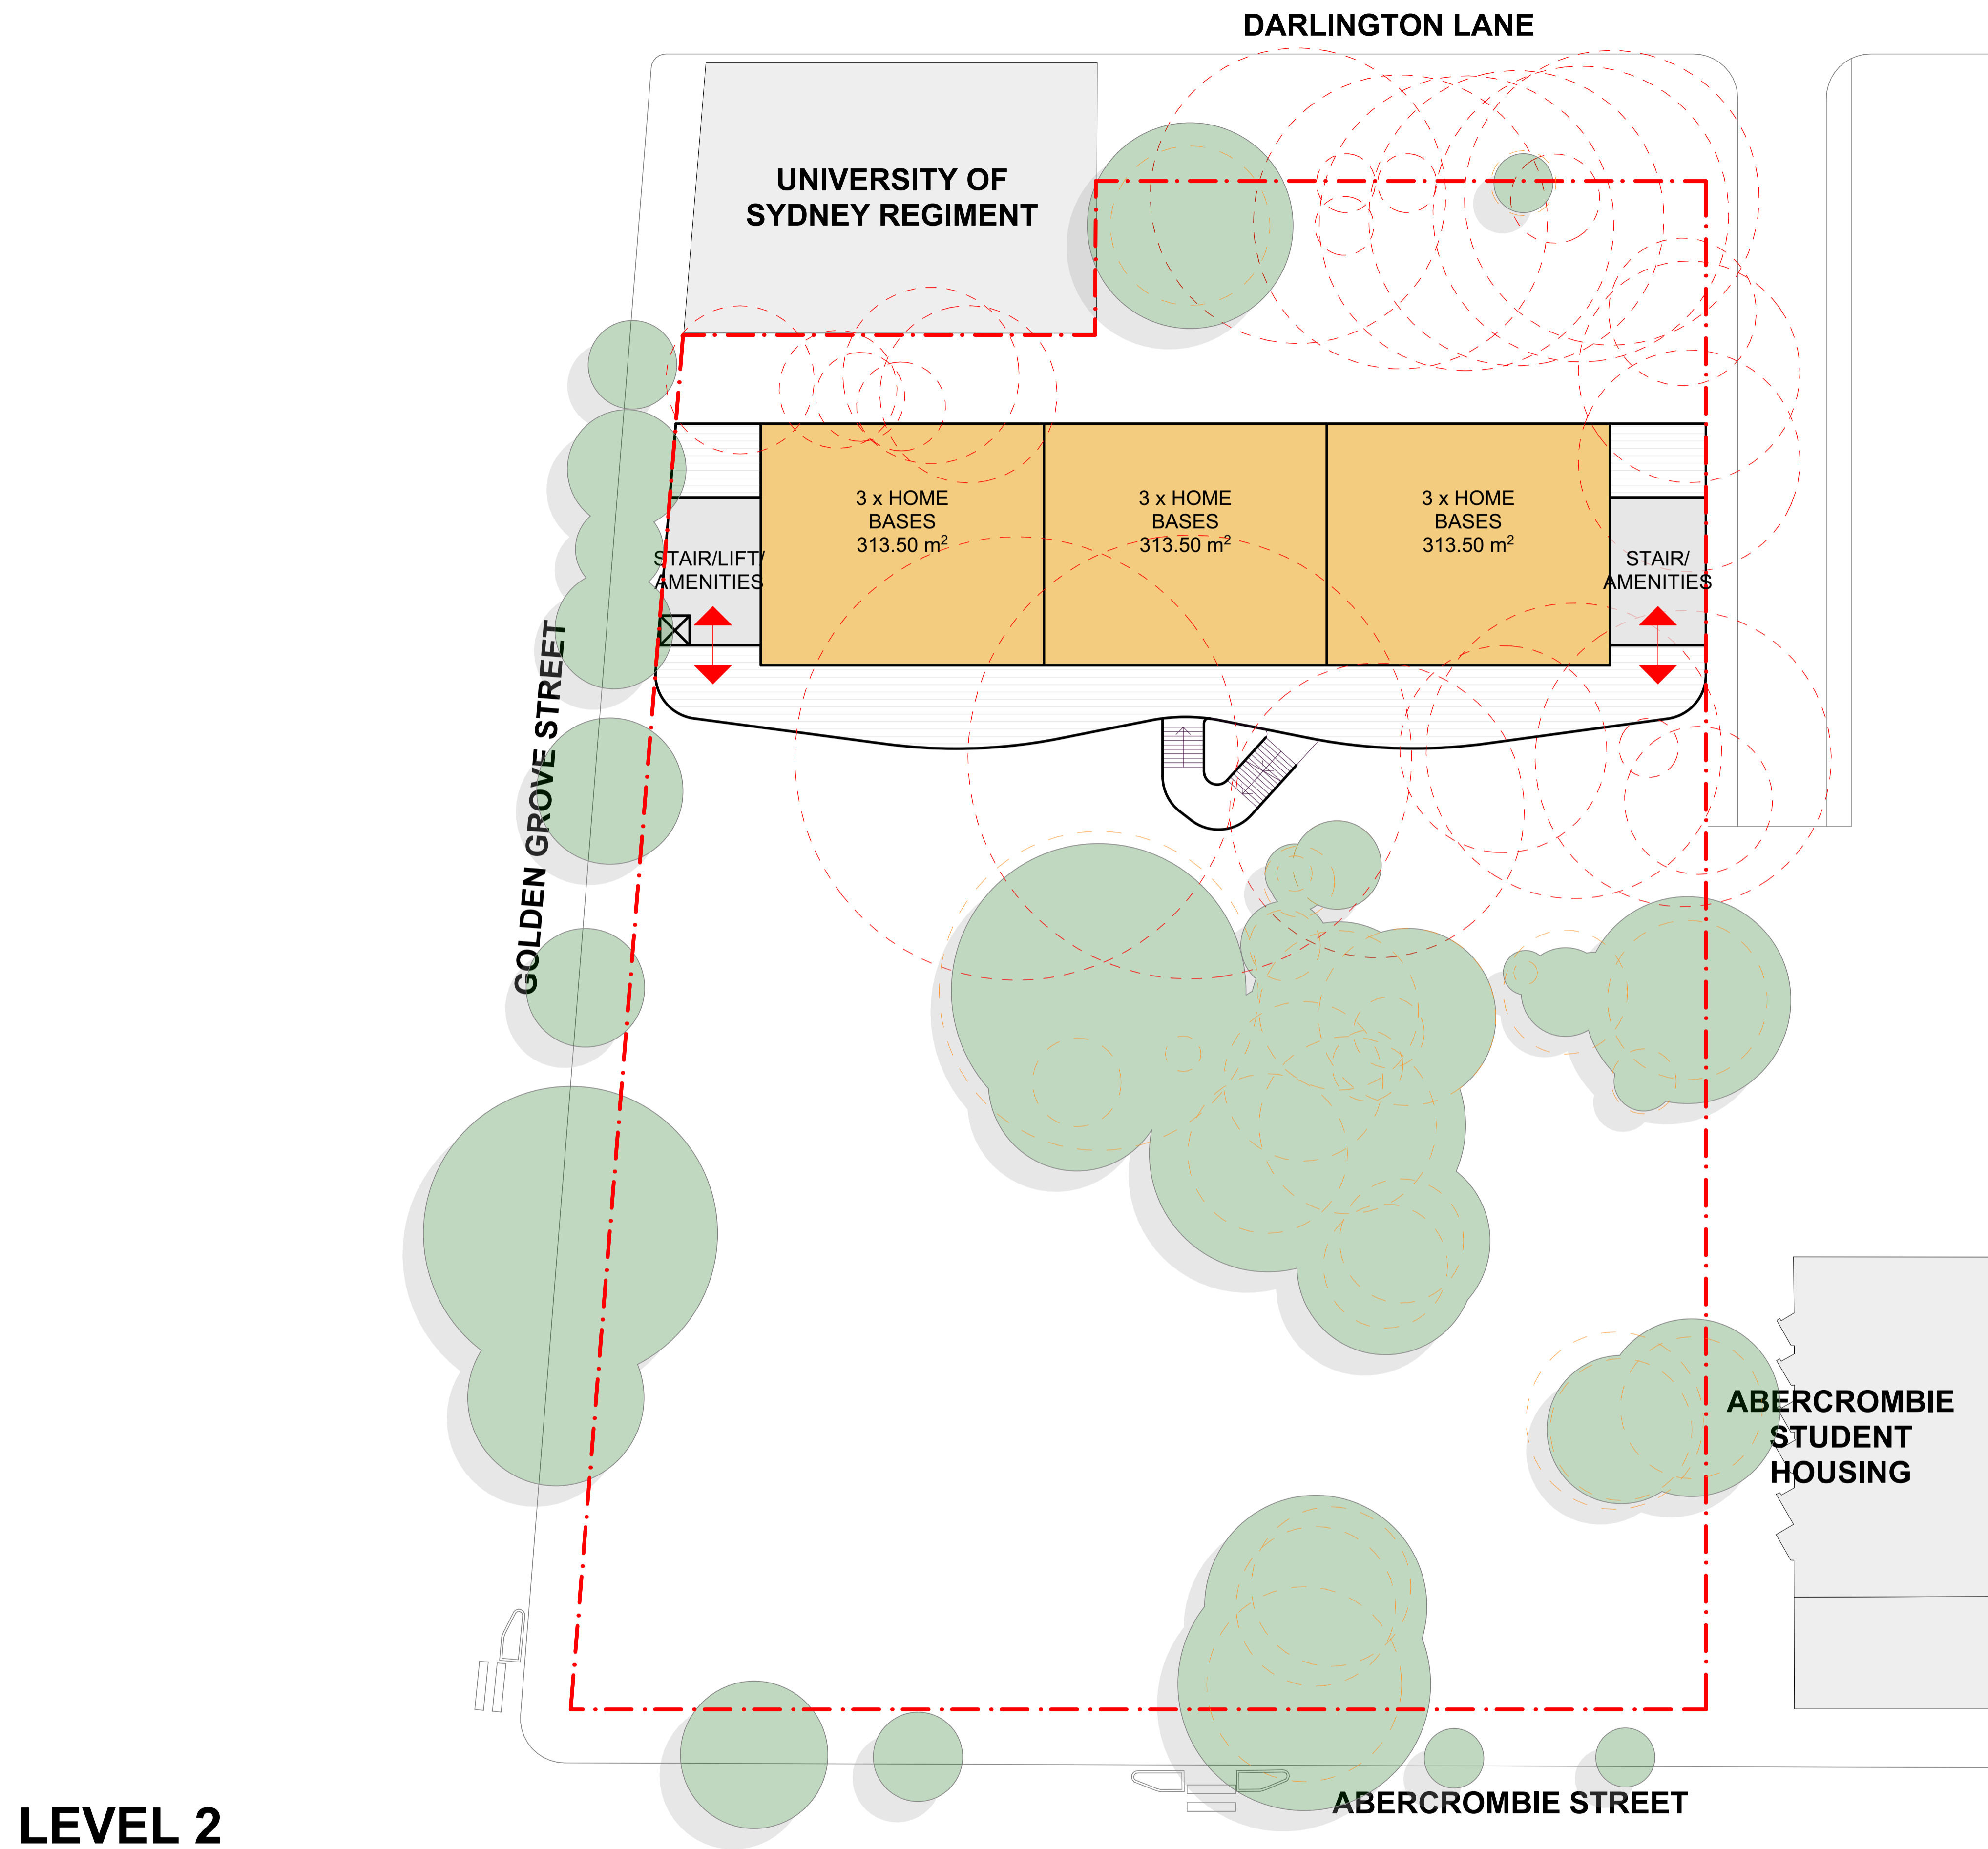 DARLINGTON LANE
UNIVERSITY OF
SYDNEY REGIMENT
3 x HOME
BASES
313.50 m²
3 x HOME
BASES
313.50 m²
3 x HOME
BASES
313.50 m²
STAIR/LIFT/
AMENITIES
STAIR/
AMENITIES
GOLDEN GROVE STREET
ABERCROMBIE
STUDENT
HOUSING
ABERCROMBIE STREET
LEVEL 2